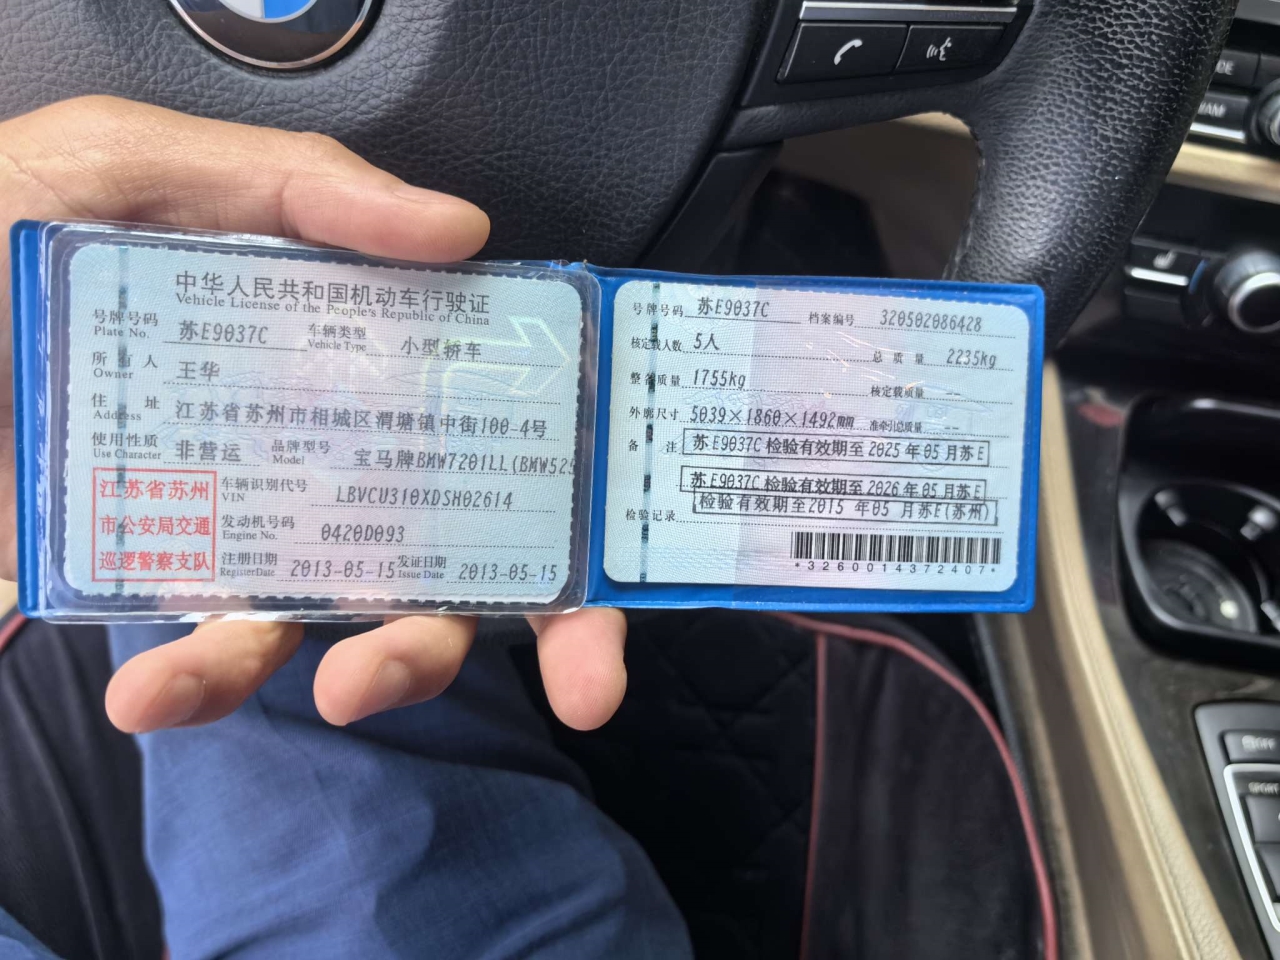 中华人民共和国机动车行驶证
Vehicle License of the People's Republic of China
号牌号码 苏E9037C 车辆类型 小型轿车
Plate No. Vehicle Type
所有人 王华
Owner
住址 江苏省苏州市相城区渭塘镇中街100-4号
Address
使用性质 非营运 品牌型号 宝马牌BMW7201LL(BMW525
Use Character Model
江苏省苏州
市公安局交通
巡逻警察支队
车辆识别代号 LBVCU310XDSH02614
VIN
发动机号码 0420D093
Engine No.
注册日期 2013-05-15 发证日期 2013-05-15
Register Date Issue Date
号牌号码 苏E9037C 档案编号 320502086428
核定载人数 5人 总质量 2235kg
整备质量 1755kg 核定载质量 --
外廓尺寸 5039×1860×1492mm 准牵引总质量 --
备注 苏E9037C检验有效期至2025年05月苏E
苏E9037C检验有效期至2026年05月苏E
检验有效期至2015年05月苏E(苏州)
检验记录
*3260014372407*
OFF
SPORT